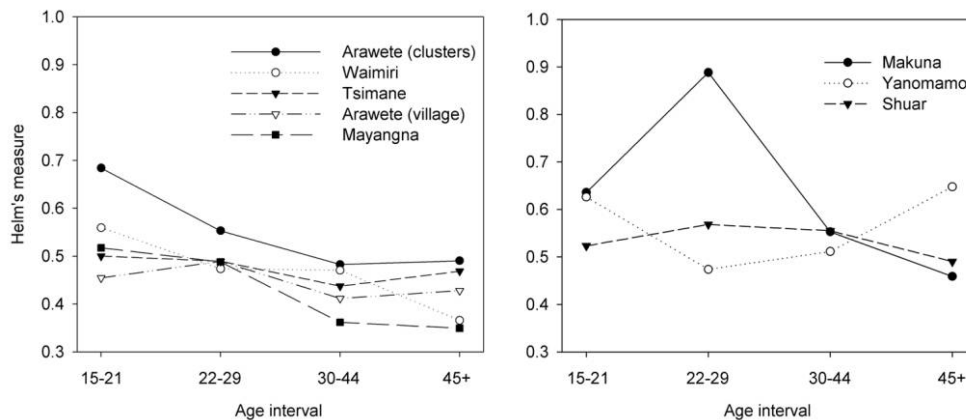 1.0
0.9
0.8
0.7
0.6
0.5
0.4
0.3
Helm's measure
Arawete (clusters)
Waimiri
Tsimane
Arawete (village)
Mayangna
15-21 22-29 30-44 45+
Age interval
1.0
0.9
0.8
0.7
0.6
0.5
0.4
0.3
Makuna
Yanomamo
Shuar
15-21 22-29 30-44 45+
Age interval